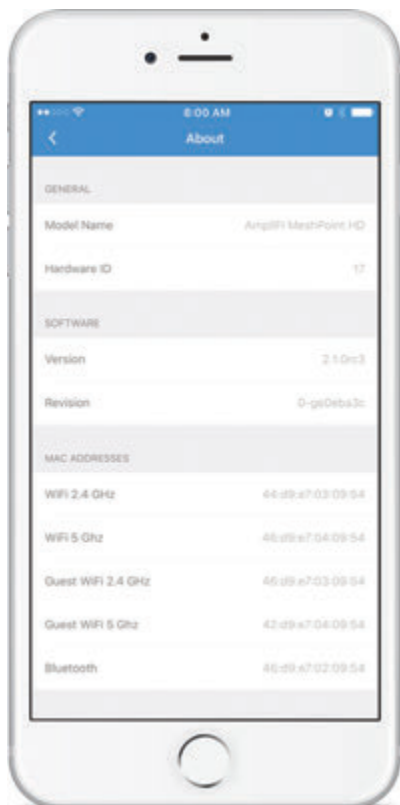 8:00 AM
About
GENERAL
Model Name AmpliFi MeshPoint HD
Hardware ID 17
SOFTWARE
Version 2.1.0rc3
Revision
MAC ADDRESSES
WiFi 2.4 GHz 44:d9:e7:03:09:54
WiFi 5 Ghz 46:d9:e7:04:09:54
Guest WiFi 2.4 GHz 46:d9:e7:03:09:54
Guest WiFi 5 Ghz 42:d9:e7:04:09:54
Bluetooth 46:d9:e7:02:09:54